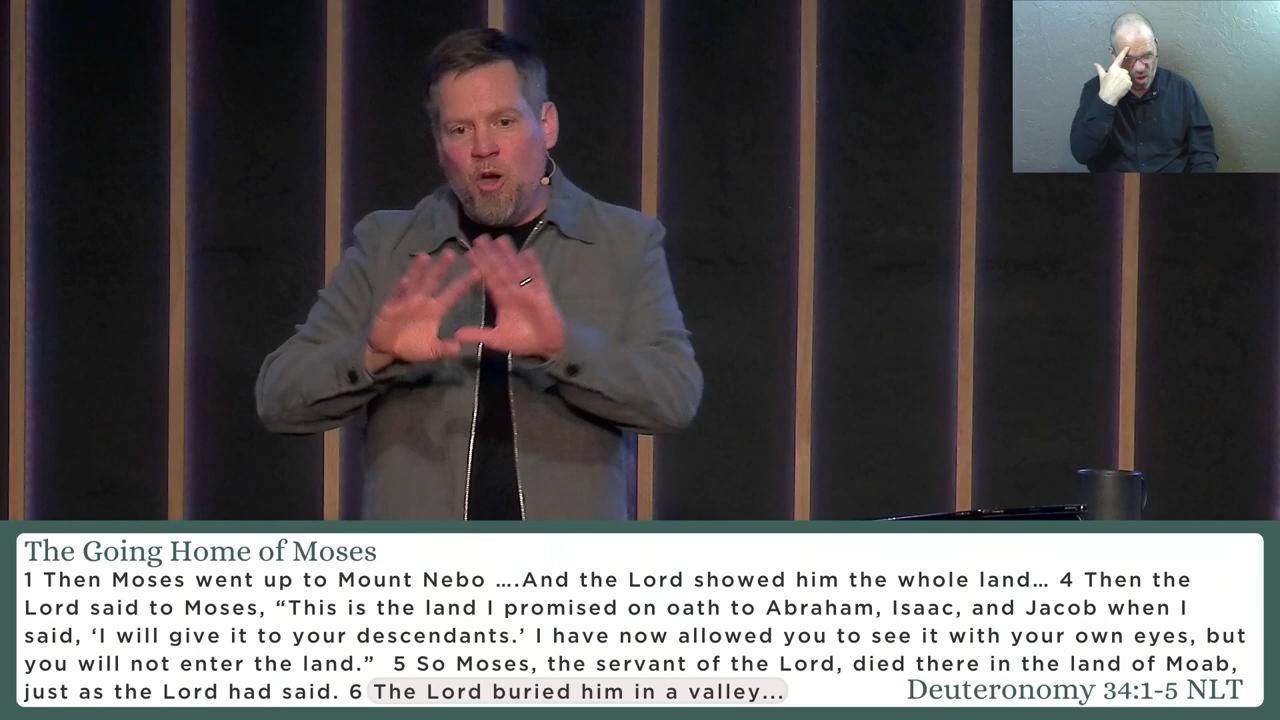 The Going Home of Moses
1 Then Moses went up to Mount Nebo ....And the Lord showed him the whole land... 4 Then the
Lord said to Moses, “This is the land I promised on oath to Abraham, Isaac, and Jacob when I
said, ‘I will give it to your descendants.’ I have now allowed you to see it with your own eyes, but
you will not enter the land.” 5 So Moses, the servant of the Lord, died there in the land of Moab,
just as the Lord had said. 6 The Lord buried him in a valley...
Deuteronomy 34:1-5 NLT